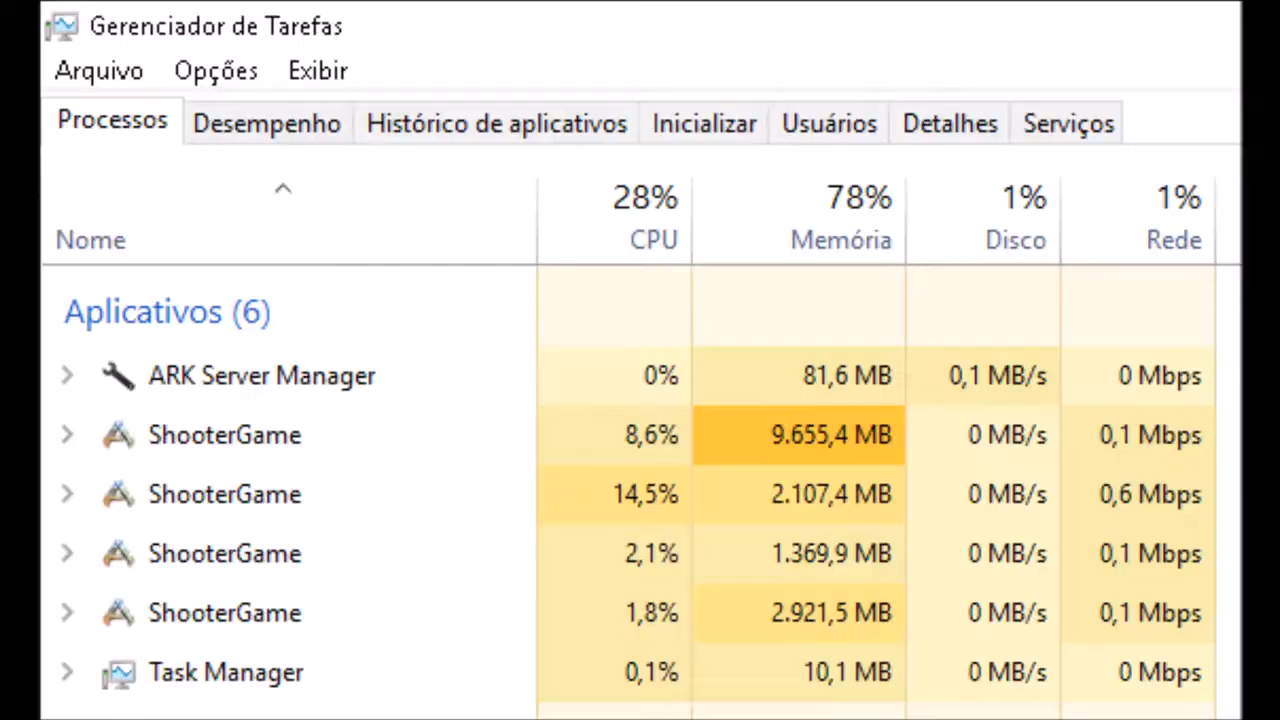 Gerenciador de Tarefas
Arquivo Opções Exibir
Processos Desempenho Histórico de aplicativos Inicializar Usuários Detalhes Serviços
28% 78% 1% 1%
Nome CPU Memória Disco Rede
Aplicativos (6)
ARK Server Manager 0% 81,6 MB 0,1 MB/s 0 Mbps
ShooterGame 8,6% 9.655,4 MB 0 MB/s 0,1 Mbps
ShooterGame 14,5% 2.107,4 MB 0 MB/s 0,6 Mbps
ShooterGame 2,1% 1.369,9 MB 0 MB/s 0,1 Mbps
ShooterGame 1,8% 2.921,5 MB 0 MB/s 0,1 Mbps
Task Manager 0,1% 10,1 MB 0 MB/s 0 Mbps